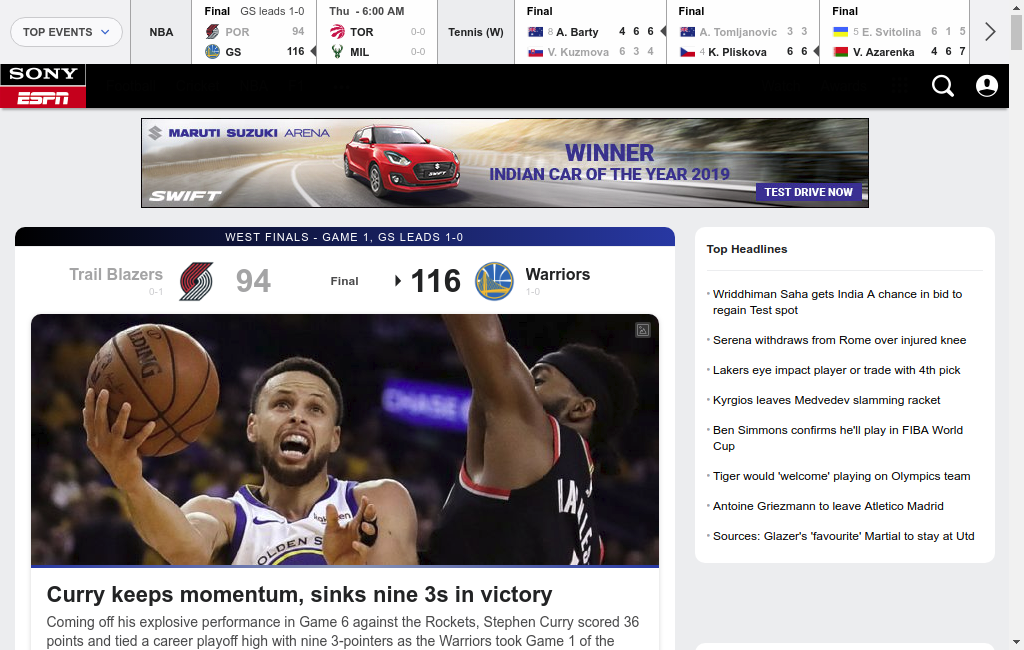 TOP EVENTS
NBA
Final GS leads 1-0
POR 94
GS 116
Thu - 6:00 AM
TOR 0-0
MIL 0-0
Tennis (W)
Final
8 A. Barty 4 6 6
V. Kuzmova 6 3 4
Final
A. Tomljanovic 3 3
4 K. Pliskova 6 6
Final
5 E. Svitolina 6 1 5
V. Azarenka 4 6 7
SONY
ESPN
MARUTI SUZUKI ARENA
SWIFT
WINNER
INDIAN CAR OF THE YEAR 2019
TEST DRIVE NOW
WEST FINALS - GAME 1, GS LEADS 1-0
Trail Blazers 94 Final 116 Warriors
0-1 1-0
CHASE
Curry keeps momentum, sinks nine 3s in victory
Coming off his explosive performance in Game 6 against the Rockets, Stephen Curry scored 36
points and tied a career playoff high with nine 3-pointers as the Warriors took Game 1 of the
Top Headlines
Wriddhiman Saha gets India A chance in bid to
regain Test spot
Serena withdraws from Rome over injured knee
Lakers eye impact player or trade with 4th pick
Kyrgios leaves Medvedev slamming racket
Ben Simmons confirms he'll play in FIBA World
Cup
Tiger would 'welcome' playing on Olympics team
Antoine Griezmann to leave Atletico Madrid
Sources: Glazer's 'favourite' Martial to stay at Utd